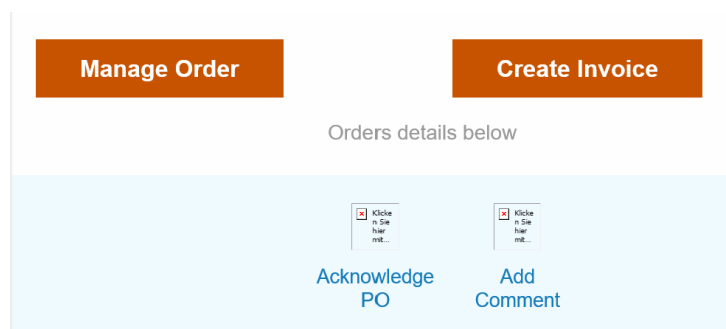 Manage Order
Create Invoice
Orders details below
Klicke
n Sie
hier
mit...
Klicke
n Sie
hier
mit...
Acknowledge
PO
Add
Comment